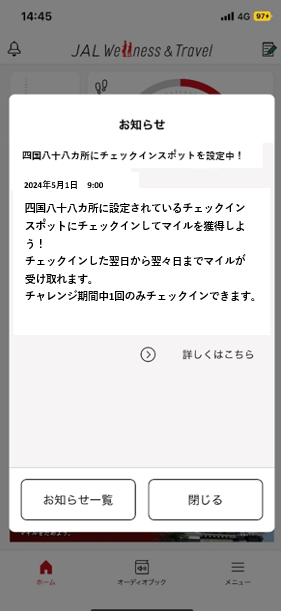 14:45
4G 97+
JAL Wellness & Travel
お知らせ
四国八十八カ所にチェックインスポットを設定中！
2024年5月1日　9:00
四国八十八カ所に設定されているチェックイン
スポットにチェックインしてマイルを獲得しよ
う！
チェックインした翌日から翌々日までマイルが
受け取れます。
チャレンジ期間中1回のみチェックインできます。
詳しくはこちら
お知らせ一覧
閉じる
マイルをためよう。
ホーム
オーディオブック
メニュー